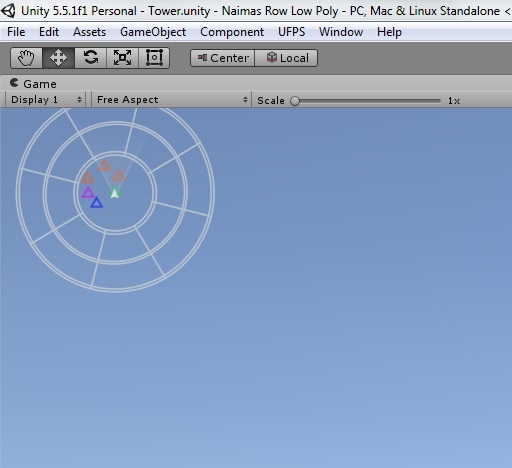 Unity 5.5.1f1 Personal - Tower.unity - Naimas Row Low Poly - PC, Mac & Linux Standalone <
File Edit Assets GameObject Component UFPS Window Help
Center Local
Game
Display 1 Free Aspect Scale 1x